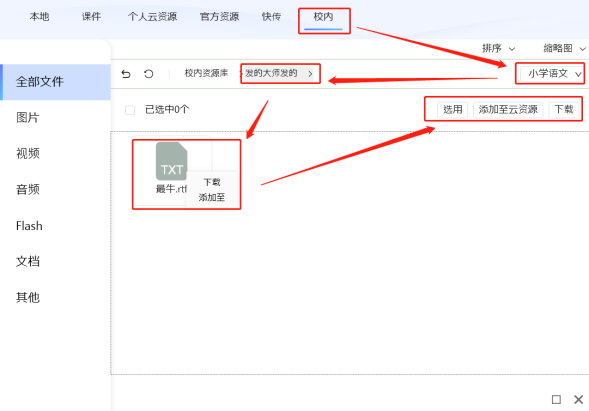 本地 课件 个人云资源 官方资源 快传 校内
排序 缩略图
全部文件
校内资源库 发的大师发的
小学语文
已选中0个
选用 添加至云资源 下载
图片
视频
音频
Flash
文档
其他
TXT
最牛.rtf
下载
添加至